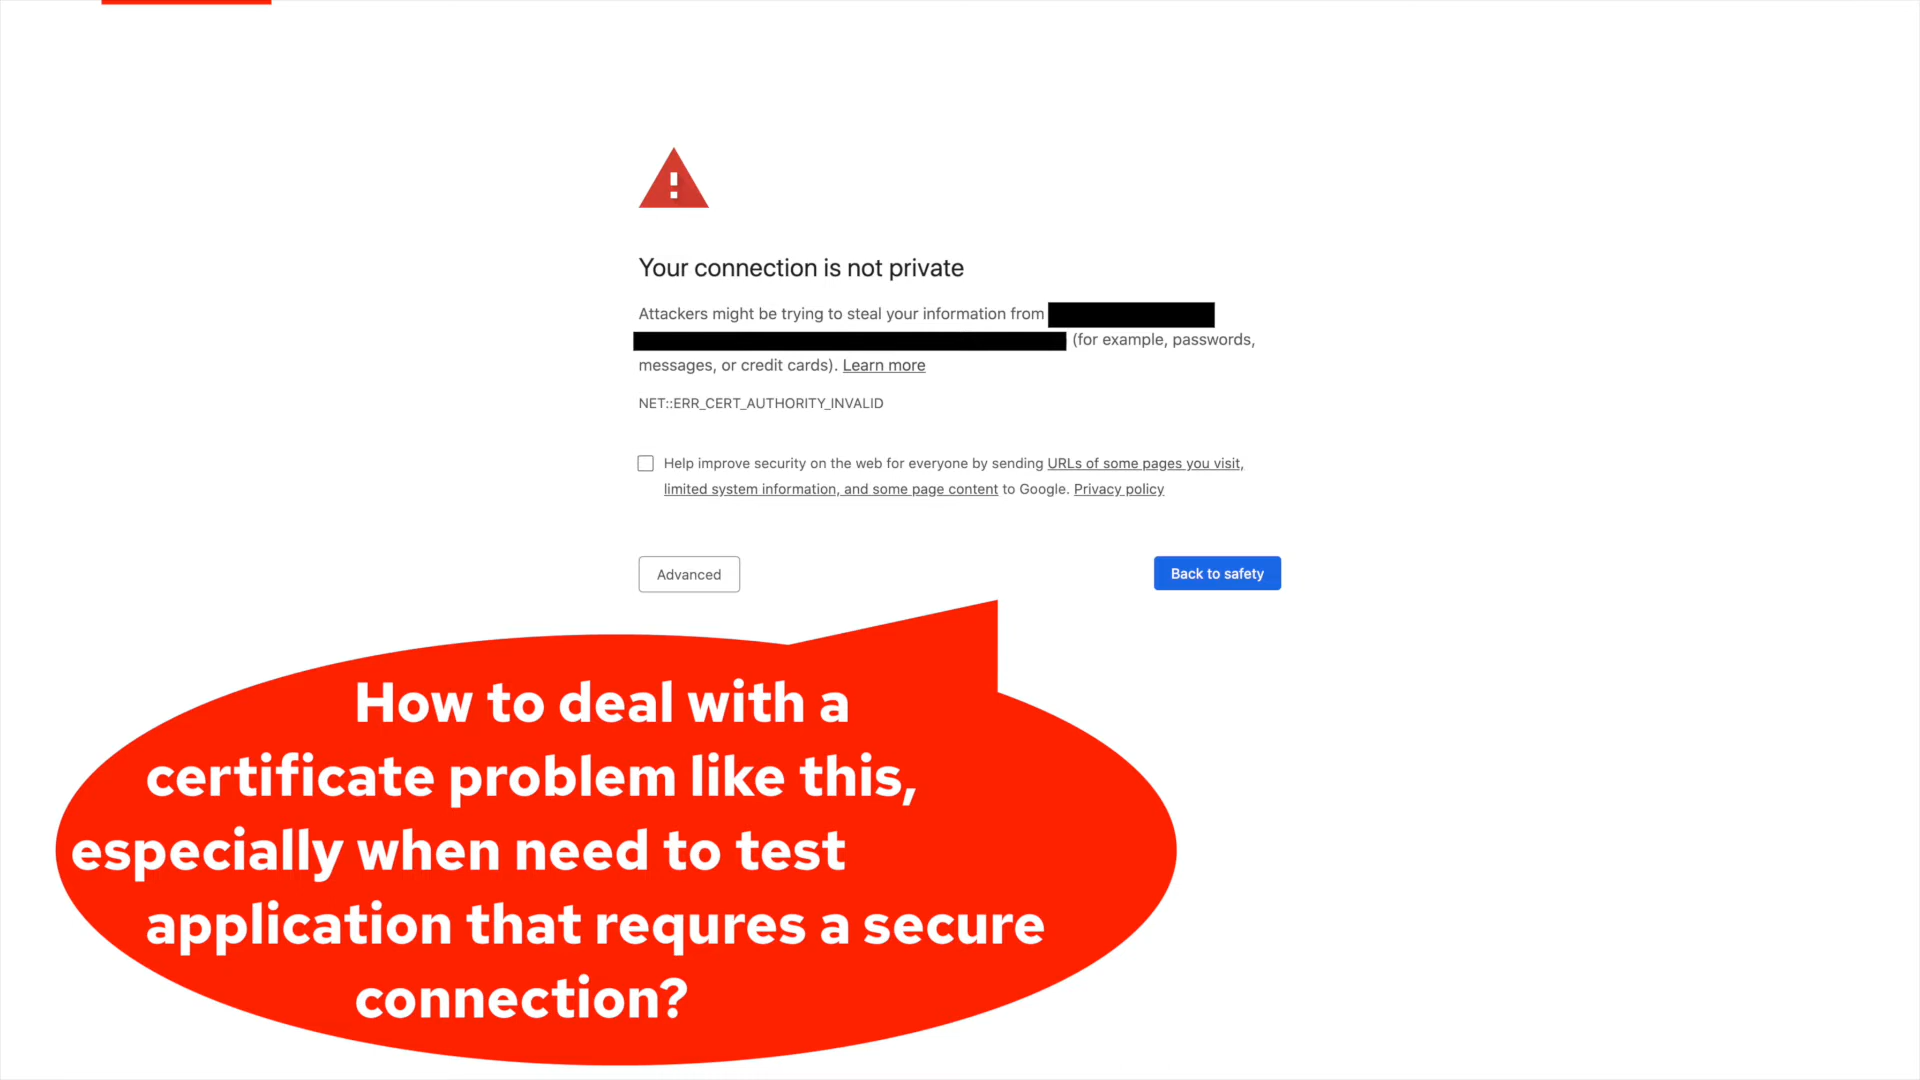 Your connection is not private
Attackers might be trying to steal your information from
(for example, passwords,
messages, or credit cards). Learn more
NET::ERR_CERT_AUTHORITY_INVALID
Help improve security on the web for everyone by sending URLs of some pages you visit,
limited system information, and some page content to Google. Privacy policy
Advanced
Back to safety
How to deal with a
certificate problem like this,
especially when need to test
application that requres a secure
connection?